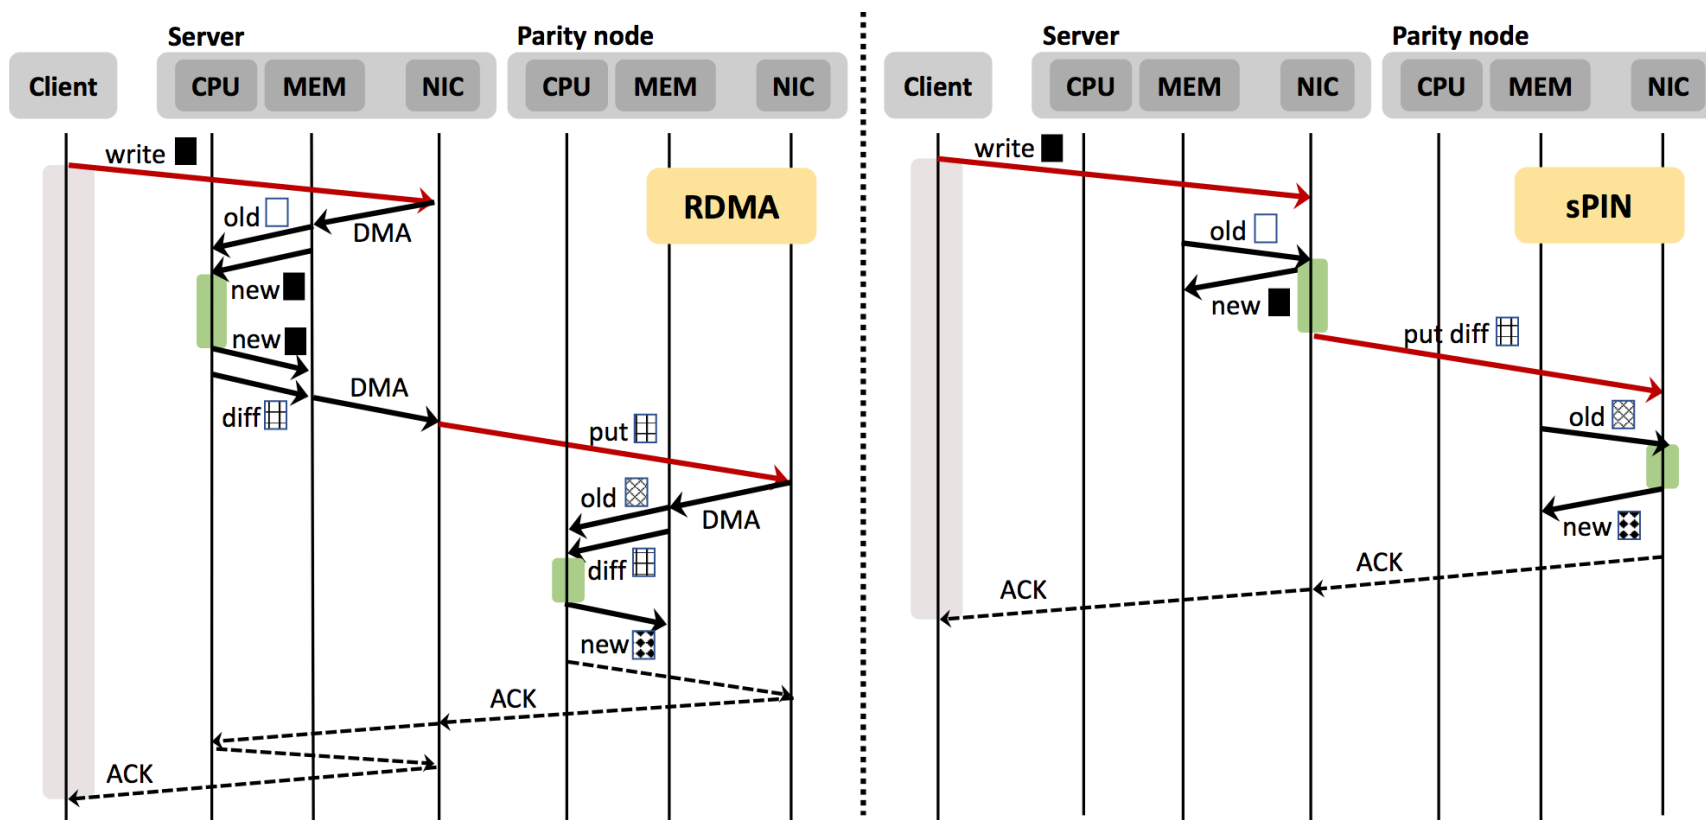 Server
Parity node
Client
CPU
MEM
NIC
CPU
MEM
NIC
write
old
DMA
new
new
DMA
diff
put
old
DMA
diff
new
ACK
ACK
RDMA
Server
Parity node
Client
CPU
MEM
NIC
CPU
MEM
NIC
write
sPIN
old
new
put diff
old
new
ACK
ACK